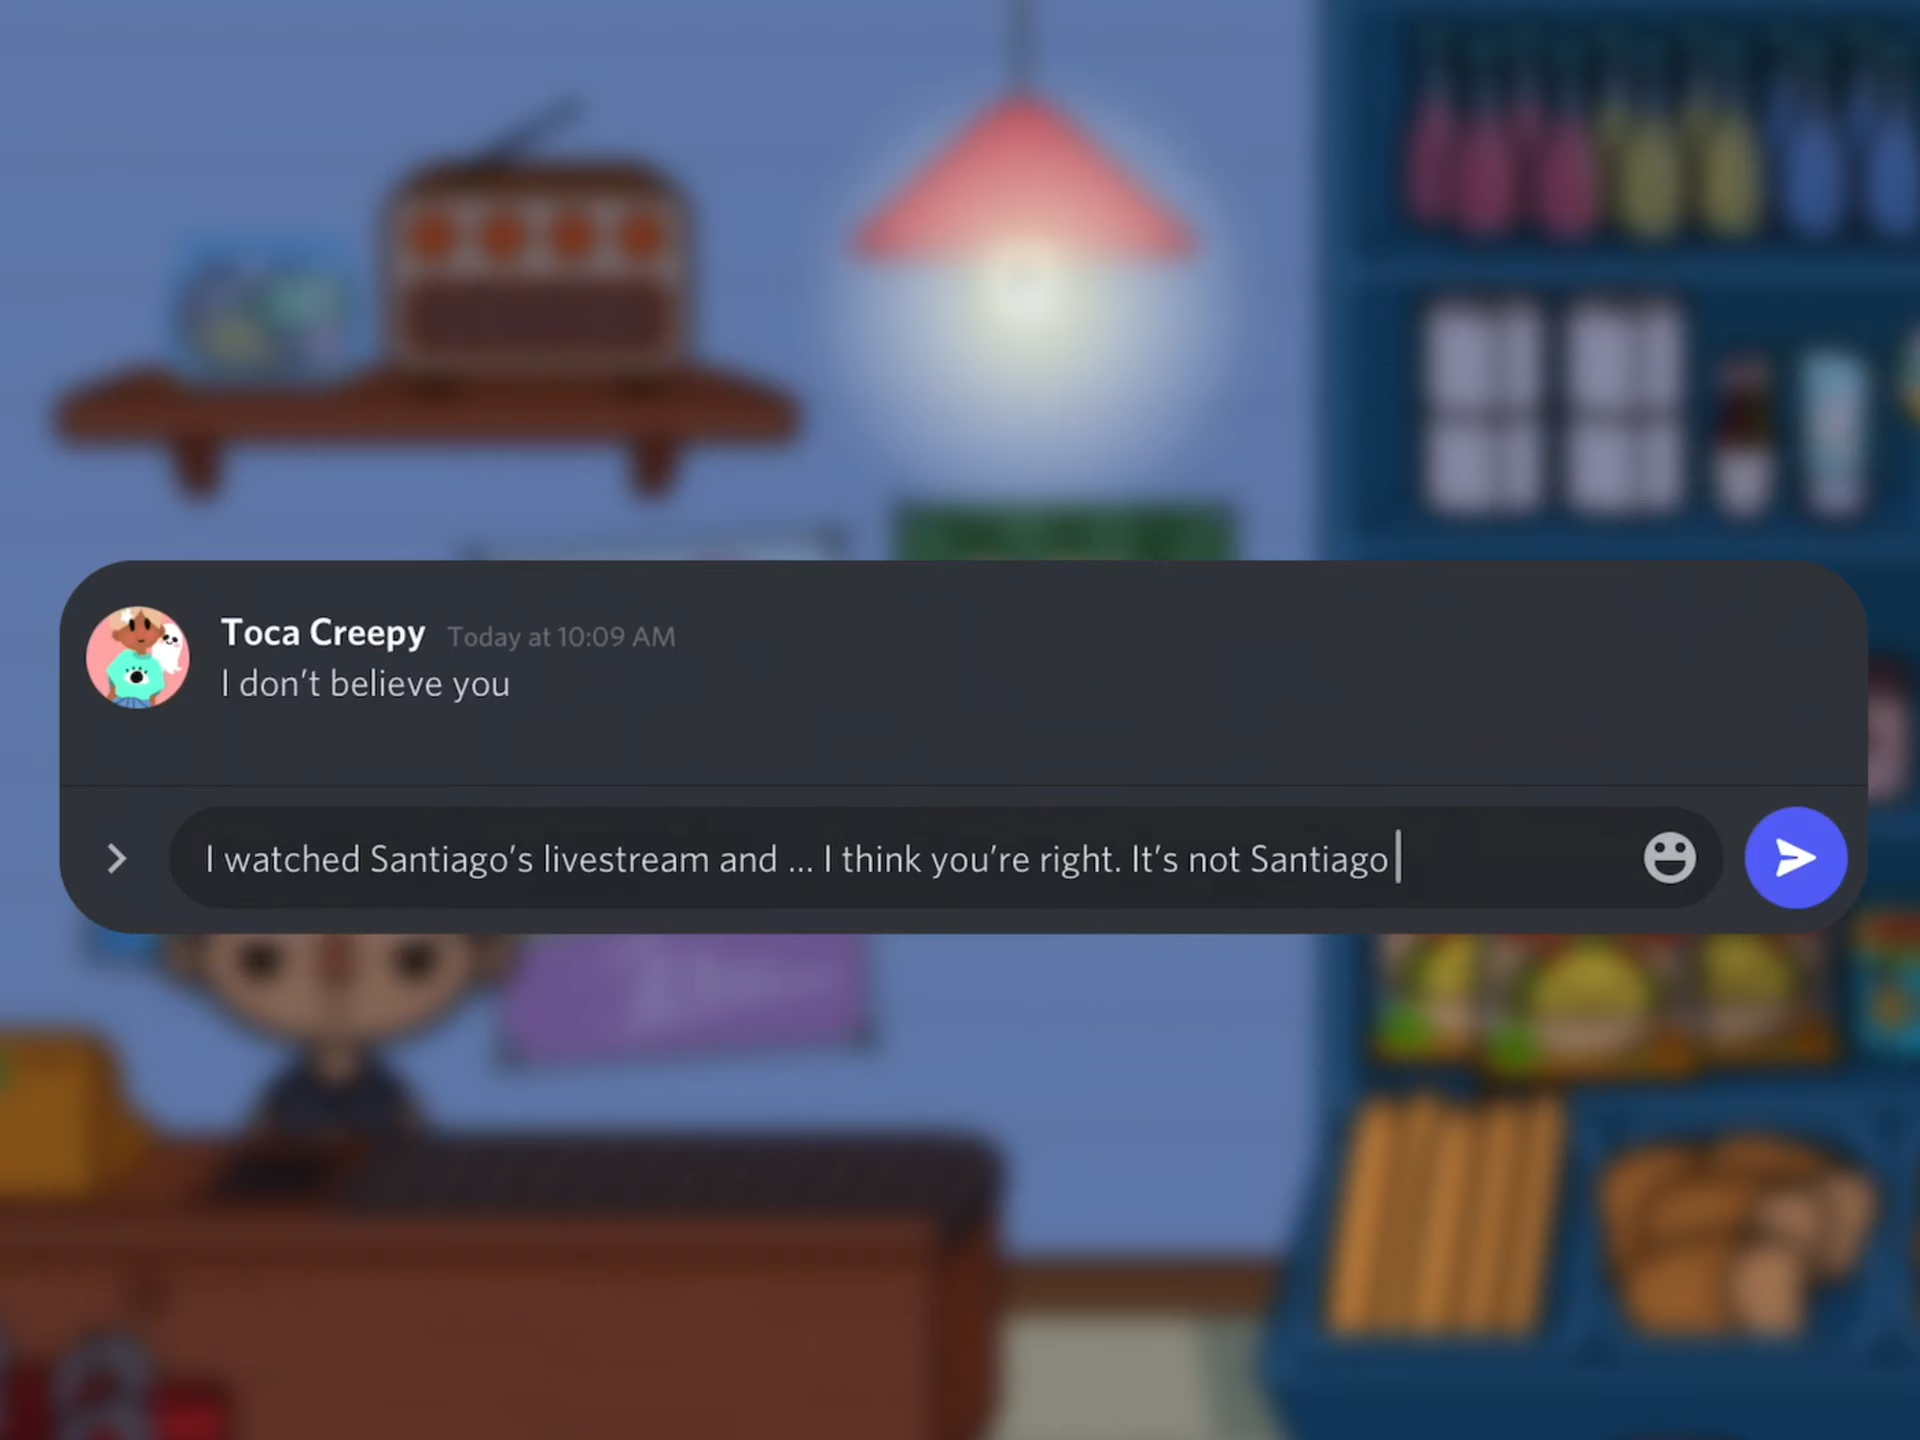 Toca Creepy Today at 10:09 AM
I don’t believe you
I watched Santiago’s livestream and ... I think you’re right. It’s not Santiago